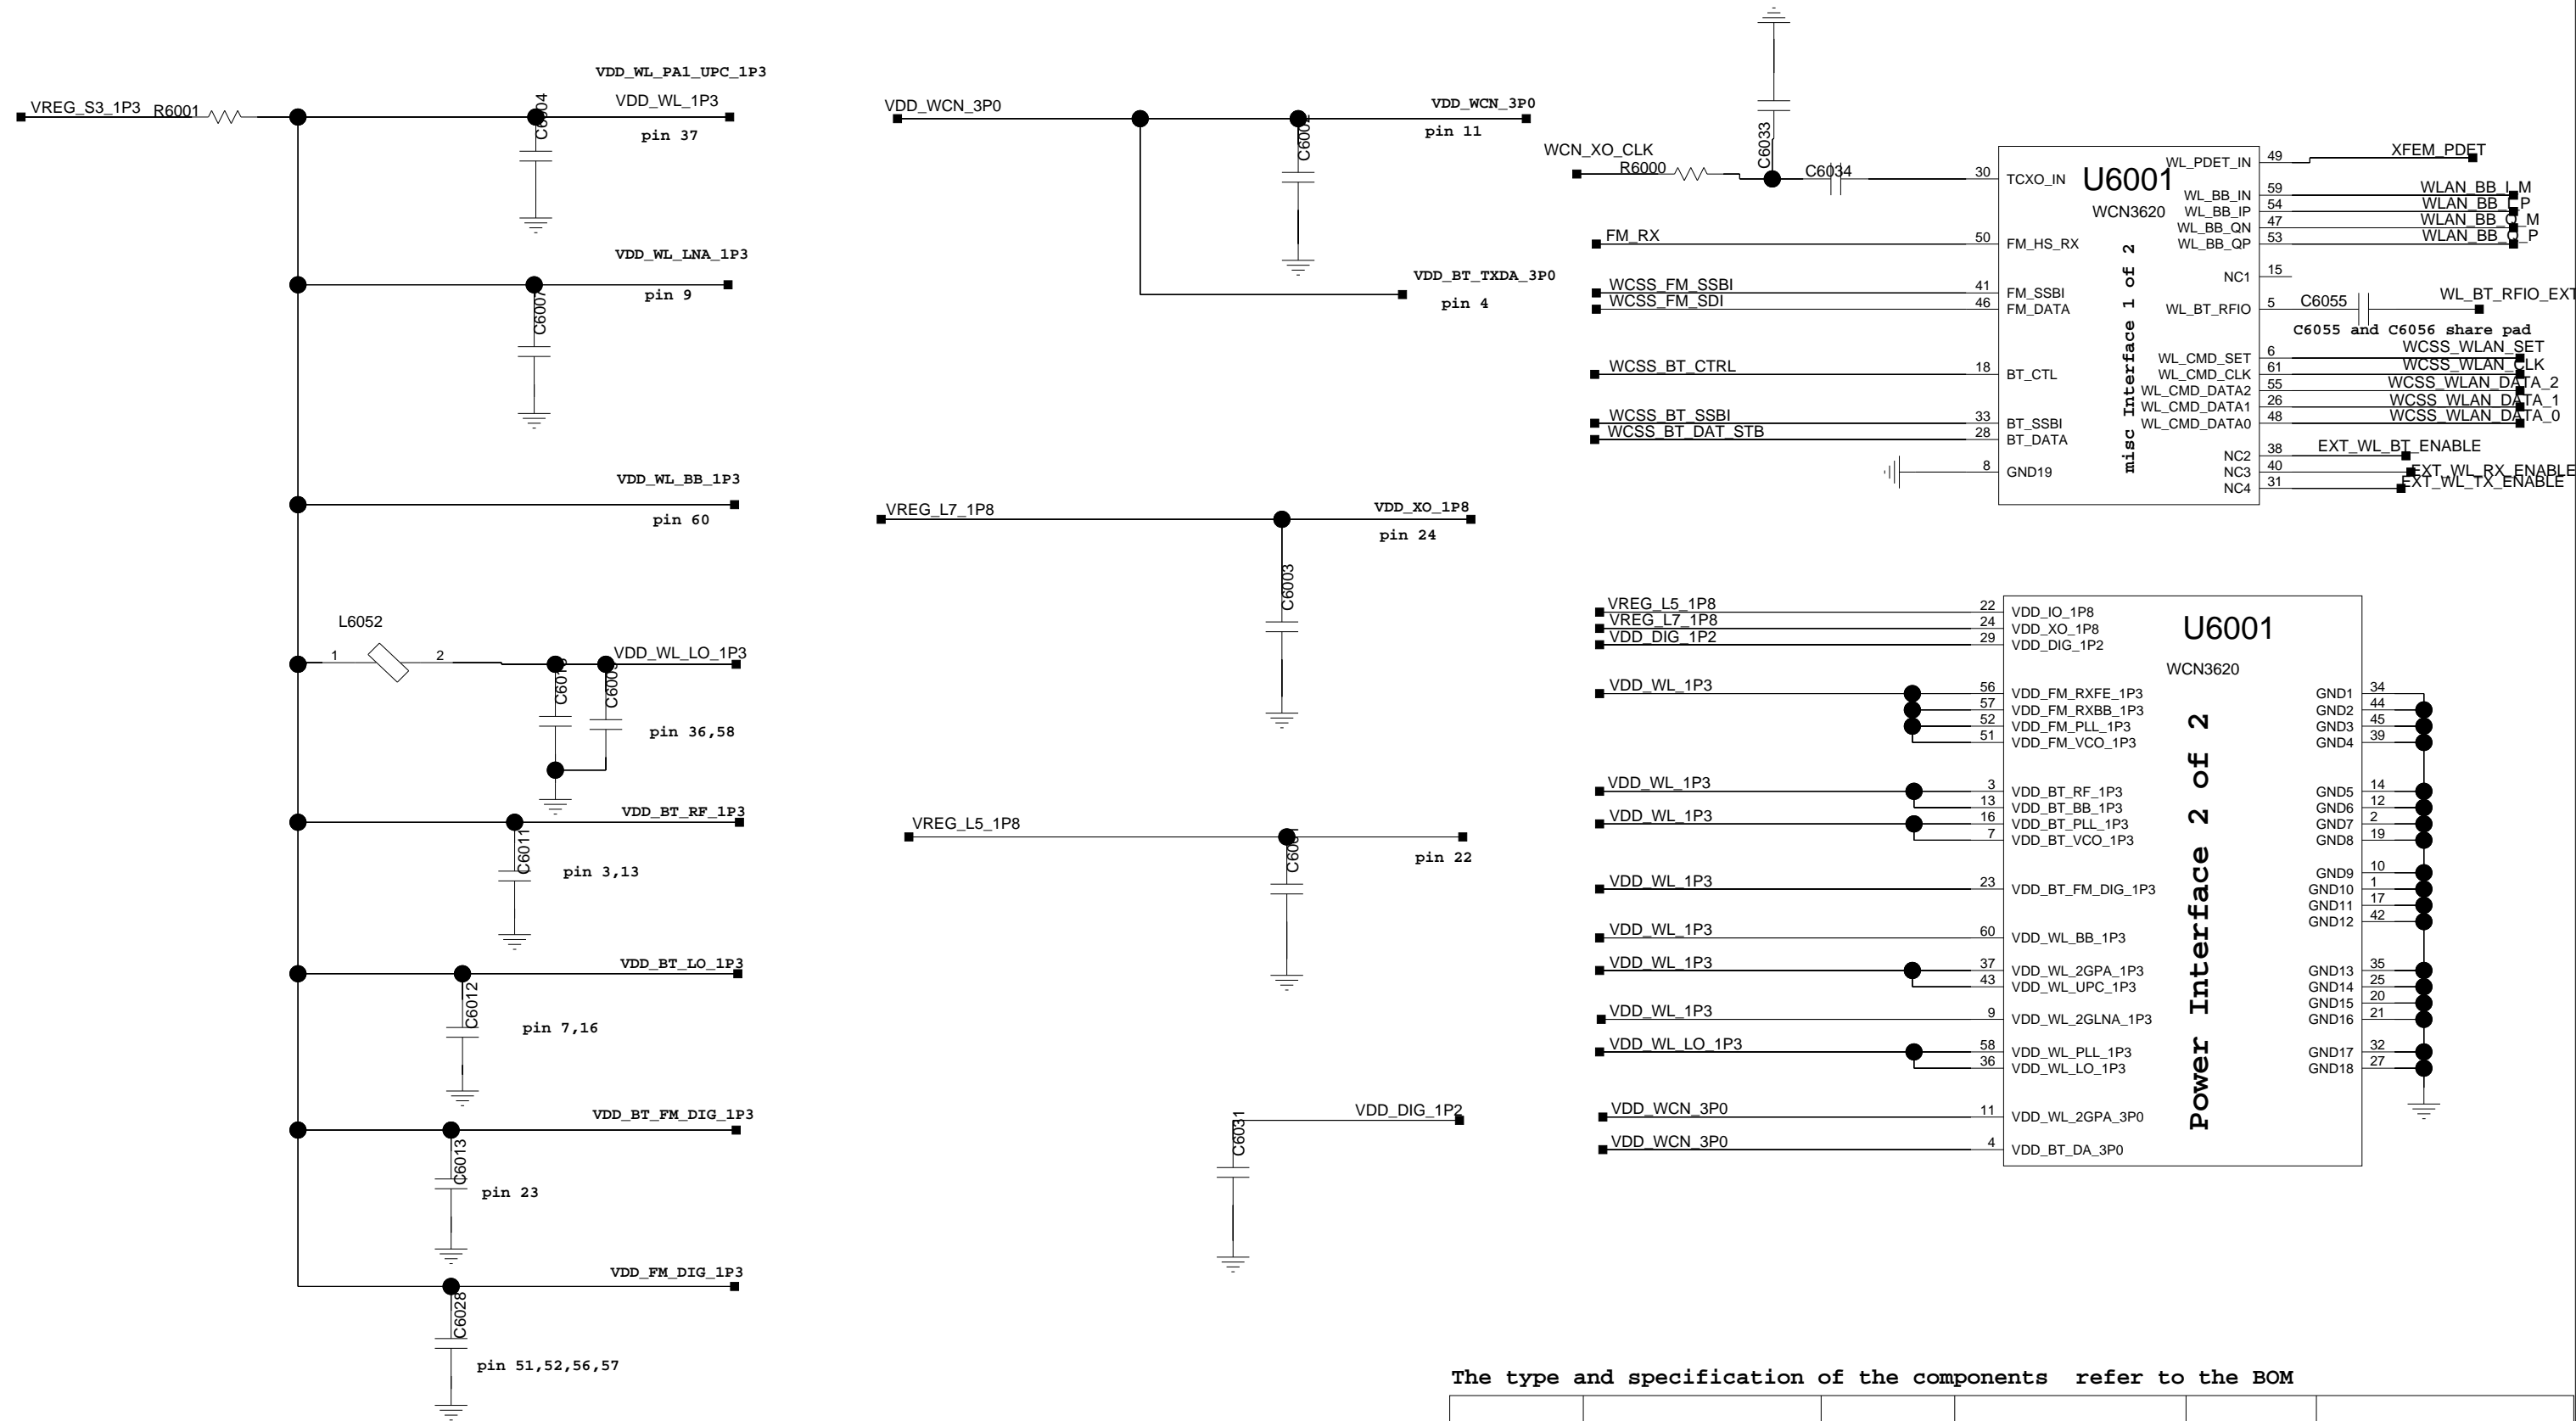 VDD_WL_PA1_UPC_1P3
VREG_S3_1P3
R6001
VDD_WL_1P3
pin 37
VDD_WL_LNA_1P3
pin 9
C6007
VDD_WL_BB_1P3
pin 60
L6052
1
2
VDD_WL_LO_1P3
pin 36,58
VDD_BT_RF_1P3
C6011
pin 3,13
VDD_BT_LO_1P3
C6012
pin 7,16
VDD_BT_FM_DIG_1P3
C6013
pin 23
VDD_FM_DIG_1P3
C6028
pin 51,52,56,57
VDD_WCN_3P0
VDD_WCN_3P0
pin 11
VDD_BT_TXDA_3P0
pin 4
VREG_L7_1P8
VDD_XO_1P8
pin 24
C6003
VREG_L5_1P8
pin 22
VDD_DIG_1P2
C6031
WCN_XO_CLK
R6000
C6033
C6034
30
TCXO_IN
FM_RX
50
FM_HS_RX
WCSS_FM_SSBI
41
FM_SSBI
WCSS_FM_SDI
46
FM_DATA
WCSS_BT_CTRL
18
BT_CTL
WCSS_BT_SSBI
33
BT_SSBI
WCSS_BT_DAT_STB
28
BT_DATA
8
GND19
U6001
WCN3620
misc Interface 1 of 2
WL_PDET_IN
49
XFEM_PDET
WL_BB_IN
59
WLAN_BB_I_M
WL_BB_IP
54
WLAN_BB_I_P
WL_BB_QN
47
WLAN_BB_Q_M
WL_BB_QP
53
WLAN_BB_Q_P
NC1
15
WL_BT_RFIO
5
C6055
WL_BT_RFIO_EXT
C6055 and C6056 share pad
WL_CMD_SET
6
WCSS_WLAN_SET
WL_CMD_CLK
61
WCSS_WLAN_CLK
WL_CMD_DATA2
55
WCSS_WLAN_DATA_2
WL_CMD_DATA1
26
WCSS_WLAN_DATA_1
WL_CMD_DATA0
48
WCSS_WLAN_DATA_0
NC2
38
EXT_WL_BT_ENABLE
NC3
40
EXT_WL_RX_ENABLE
NC4
31
EXT_WL_TX_ENABLE
VREG_L5_1P8
22
VDD_IO_1P8
VREG_L7_1P8
24
VDD_XO_1P8
VDD_DIG_1P2
29
VDD_DIG_1P2
VDD_WL_1P3
56
VDD_FM_RXFE_1P3
57
VDD_FM_RXBB_1P3
52
VDD_FM_PLL_1P3
51
VDD_FM_VCO_1P3
VDD_WL_1P3
3
VDD_BT_RF_1P3
13
VDD_BT_BB_1P3
VDD_WL_1P3
16
VDD_BT_PLL_1P3
7
VDD_BT_VCO_1P3
VDD_WL_1P3
23
VDD_BT_FM_DIG_1P3
VDD_WL_1P3
60
VDD_WL_BB_1P3
VDD_WL_1P3
37
VDD_WL_2GPA_1P3
43
VDD_WL_UPC_1P3
VDD_WL_1P3
9
VDD_WL_2GLNA_1P3
VDD_WL_LO_1P3
58
VDD_WL_PLL_1P3
36
VDD_WL_LO_1P3
VDD_WCN_3P0
11
VDD_WL_2GPA_3P0
VDD_WCN_3P0
4
VDD_BT_DA_3P0
U6001
WCN3620
Power Interface 2 of 2
GND1
34
GND2
44
GND3
45
GND4
39
GND5
14
GND6
12
GND7
2
GND8
19
GND9
10
GND10
1
GND11
17
GND12
42
GND13
35
GND14
25
GND15
20
GND16
21
GND17
32
GND18
27
The type and specification of the components refer to the BOM